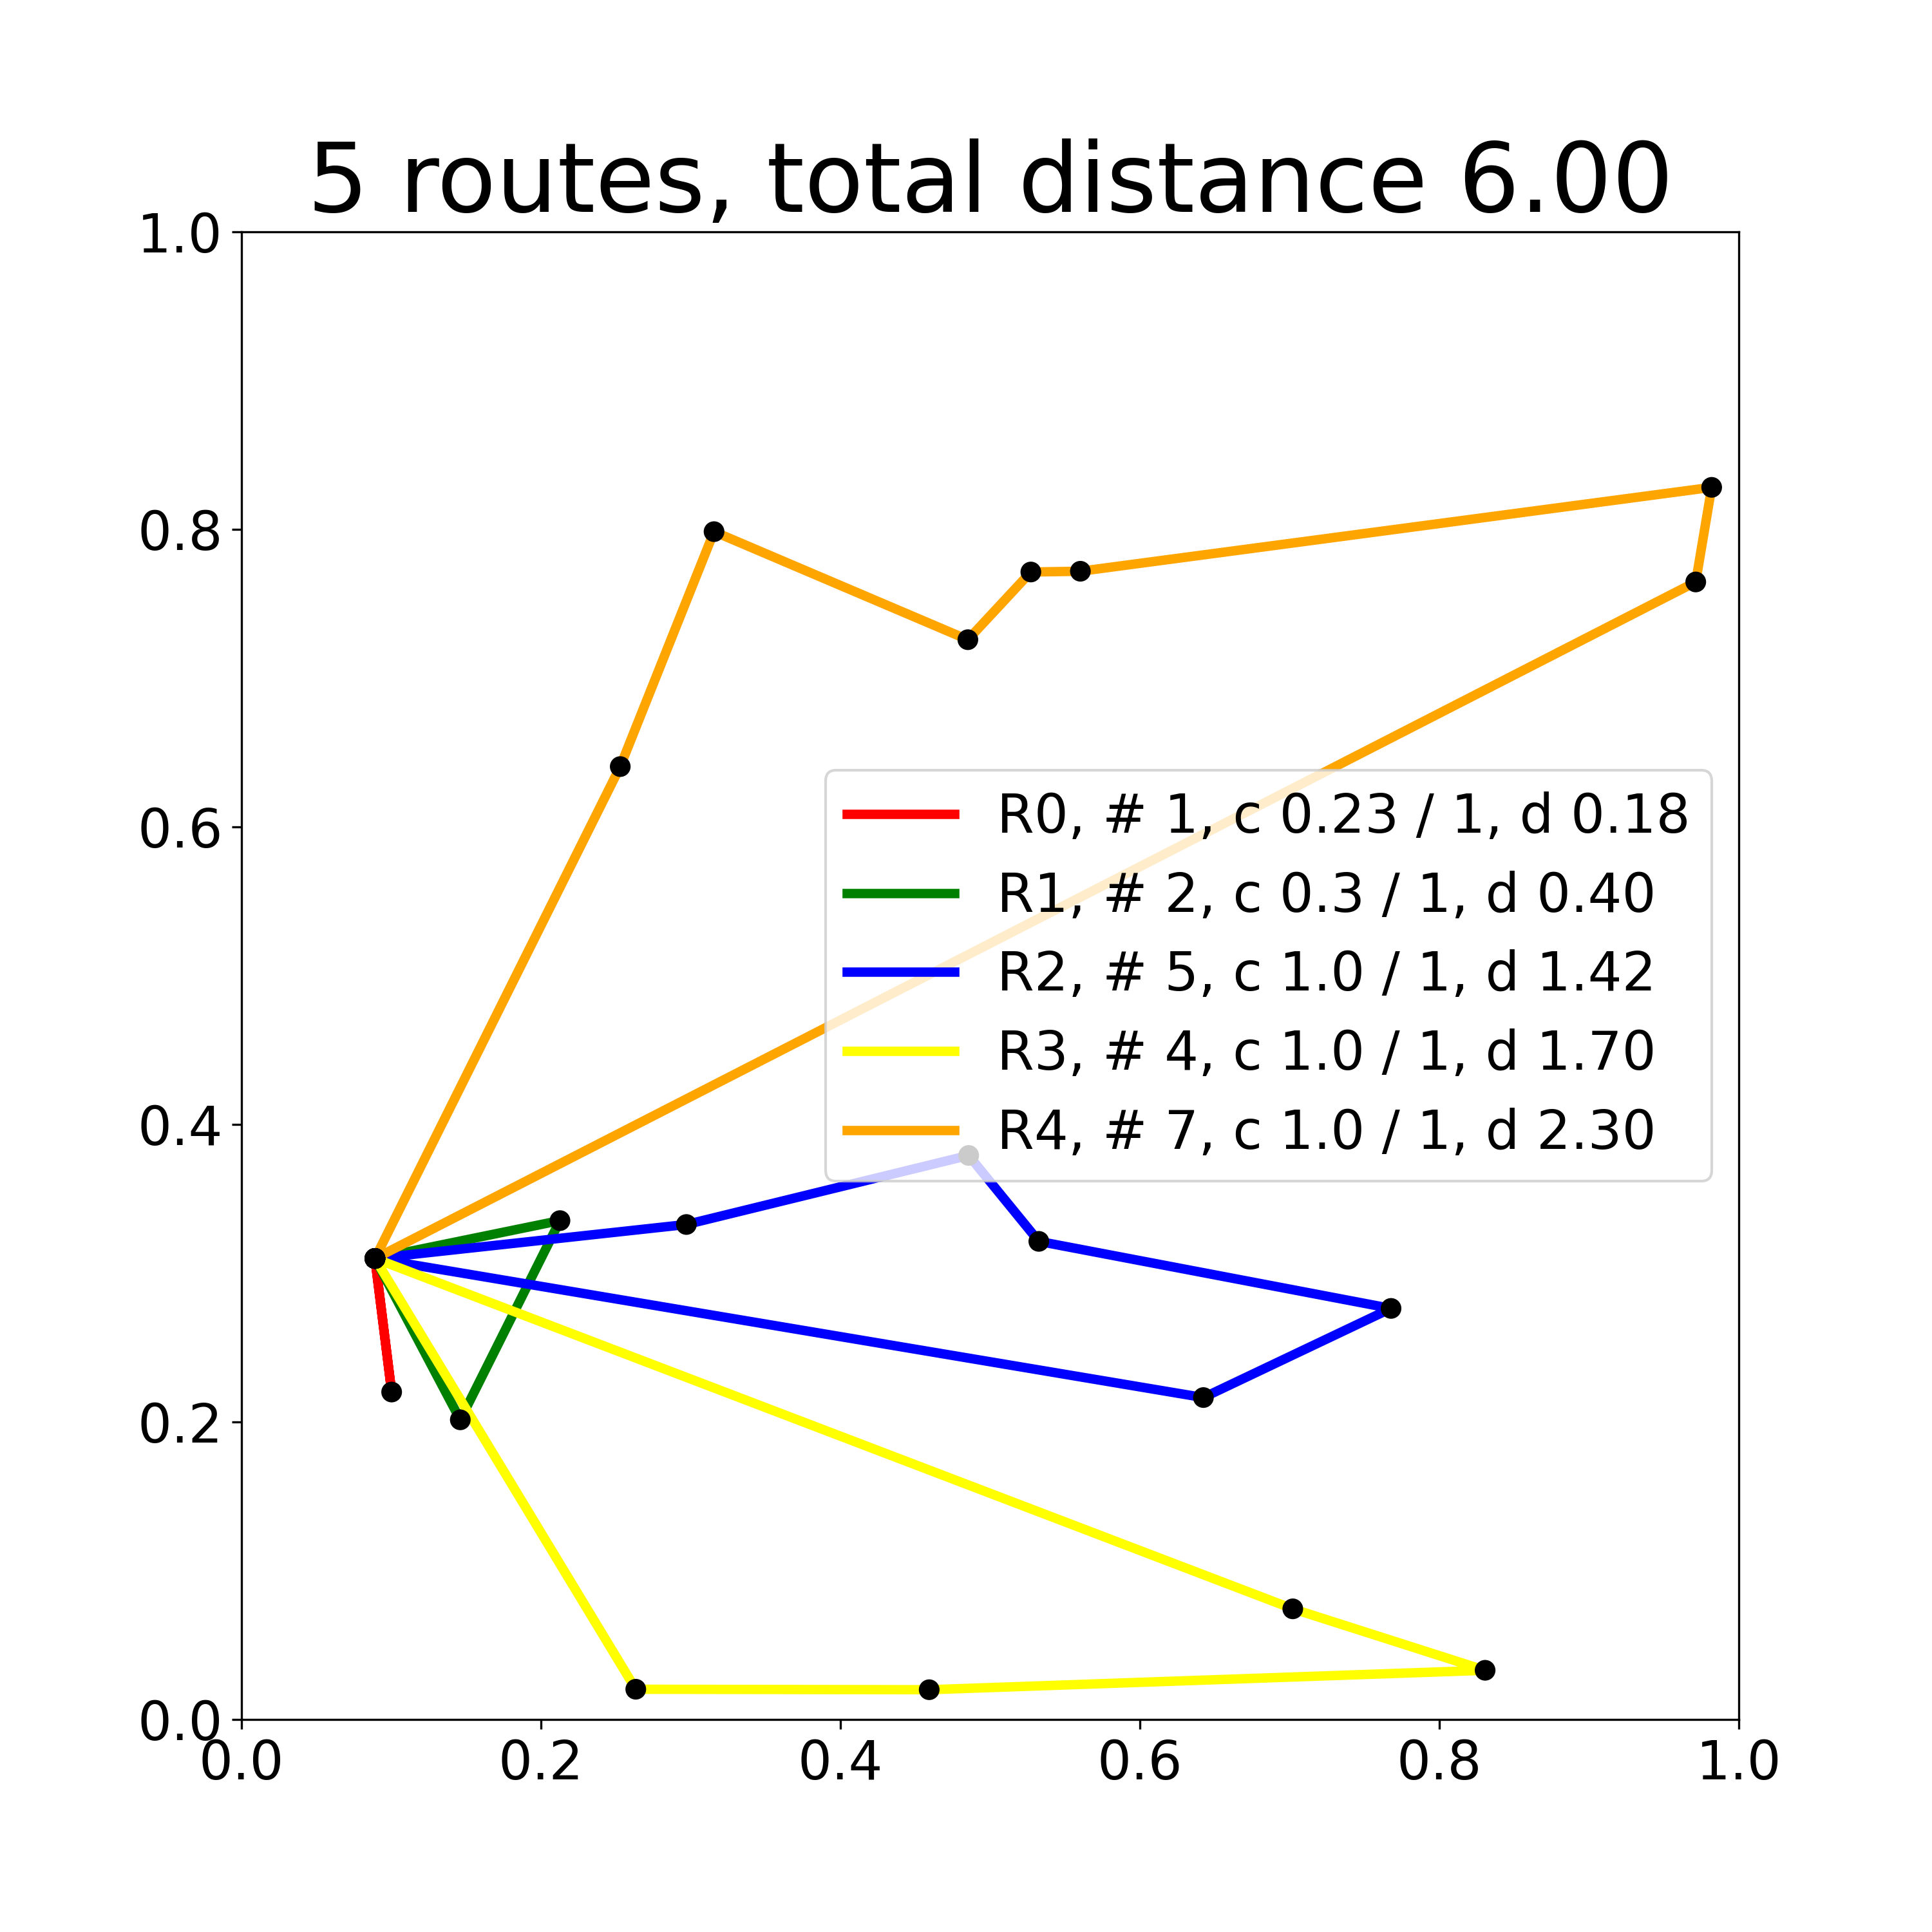 5 routes, total distance 6.00
1.0
0.8
0.6
0.4
0.2
0.0
R0, # 1, c 0.23 / 1, d 0.18
R1, # 2, c 0.3 / 1, d 0.40
R2, # 5, c 1.0 / 1, d 1.42
R3, # 4, c 1.0 / 1, d 1.70
R4, # 7, c 1.0 / 1, d 2.30
0.0 0.2 0.4 0.6 0.8 1.0